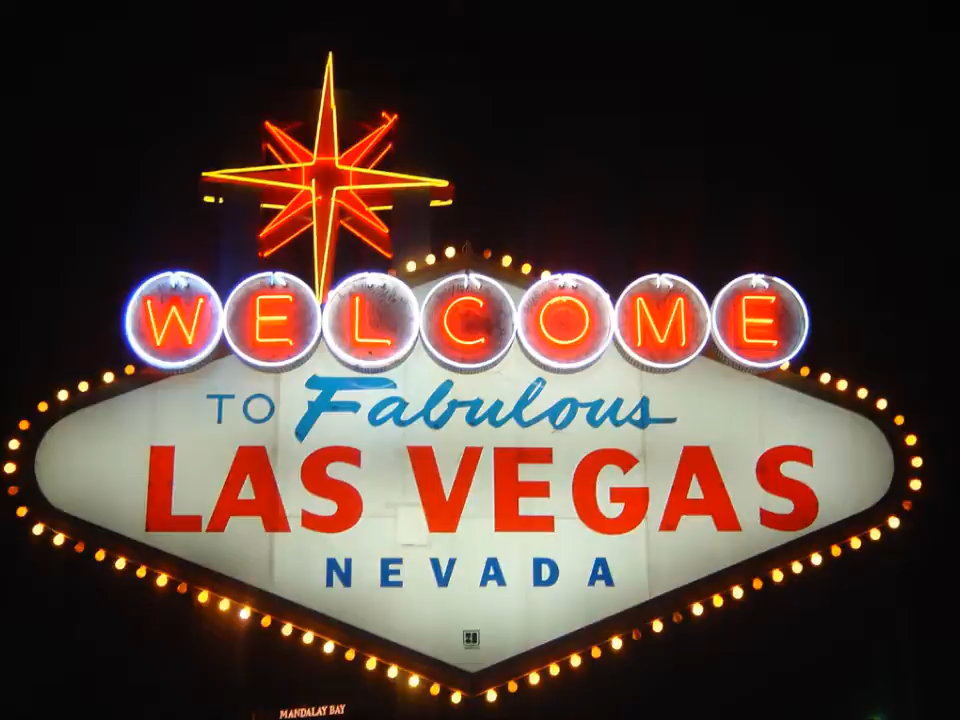 WELCOME
TO Fabulous
LAS VEGAS
NEVADA
MANDALAY BAY